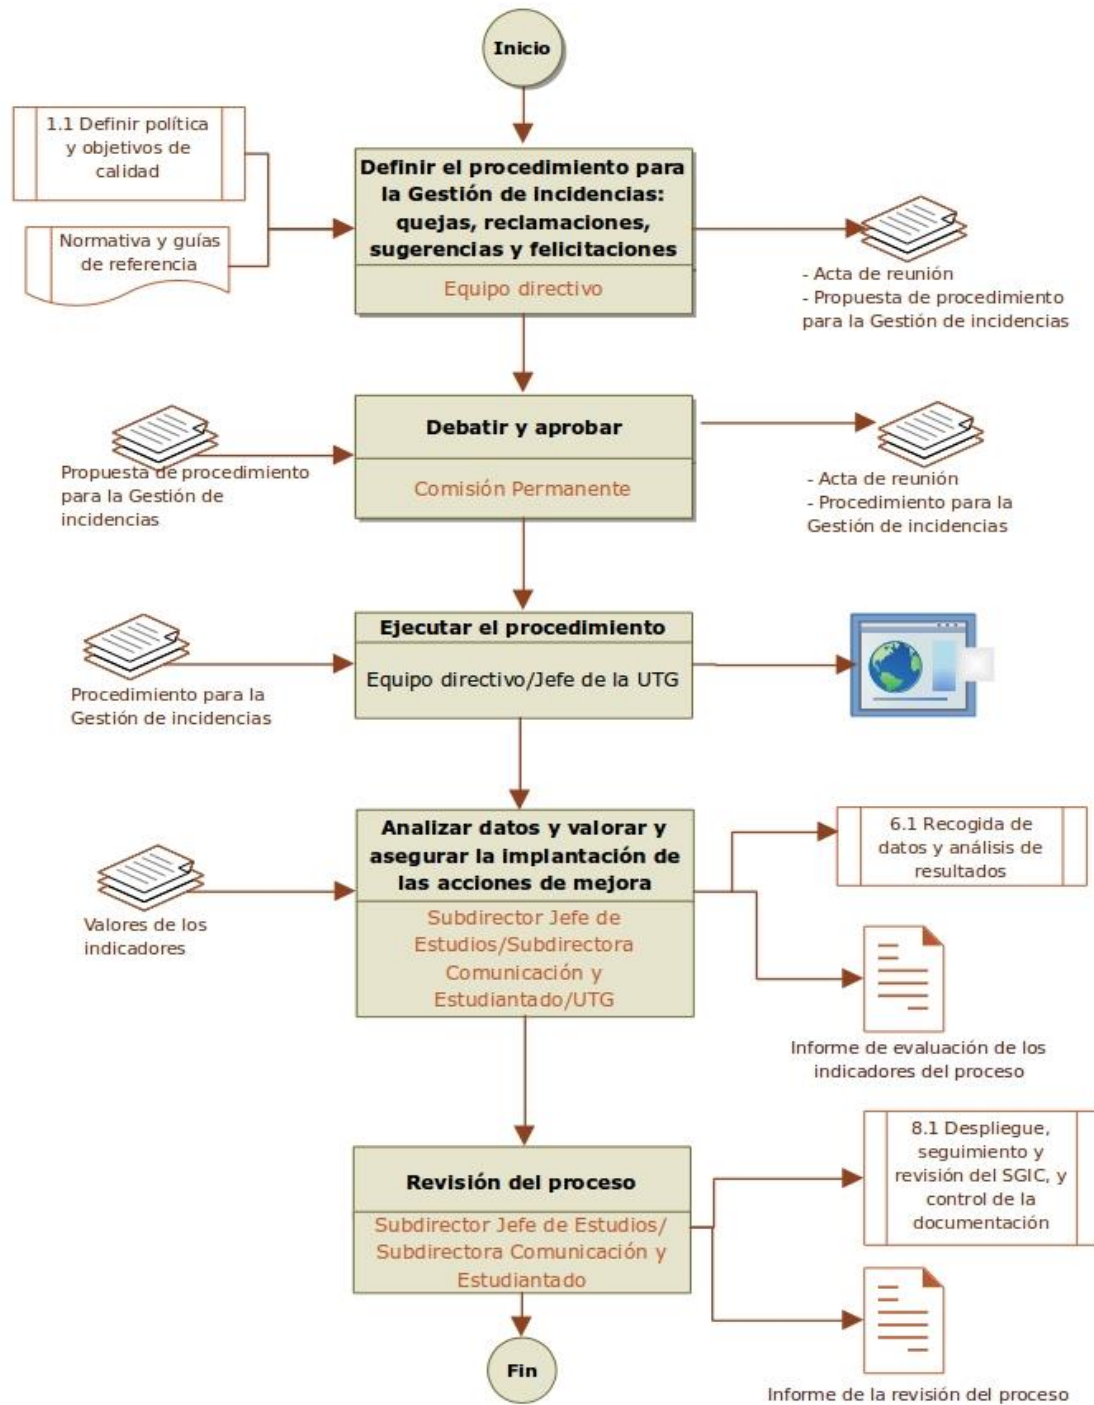 Inicio
1.1 Definir política
y objetivos de
calidad
Normativa y guías
de referencia
Definir el procedimiento para
la Gestión de incidencias:
quejas, reclamaciones,
sugerencias y felicitaciones
Equipo directivo
- Acta de reunión
- Propuesta de procedimiento
para la Gestión de incidencias
Propuesta de procedimiento
para la Gestión de
incidencias
Debatir y aprobar
Comisión Permanente
- Acta de reunión
- Procedimiento para la
Gestión de incidencias
Procedimiento para la
Gestión de incidencias
Ejecutar el procedimiento
Equipo directivo/Jefe de la UTG
Valores de los
indicadores
Analizar datos y valorar y
asegurar la implantación de
las acciones de mejora
Subdirector Jefe de
Estudios/Subdirectora
Comunicación y
Estudiantado/UTG
6.1 Recogida de
datos y análisis de
resultados
Informe de evaluación de los
indicadores del proceso
Revisión del proceso
Subdirector Jefe de Estudios/
Subdirectora Comunicación y
Estudiantado
8.1 Despliegue,
seguimiento y
revisión del SGIC, y
control de la
documentación
Informe de la revisión del proceso
Fin